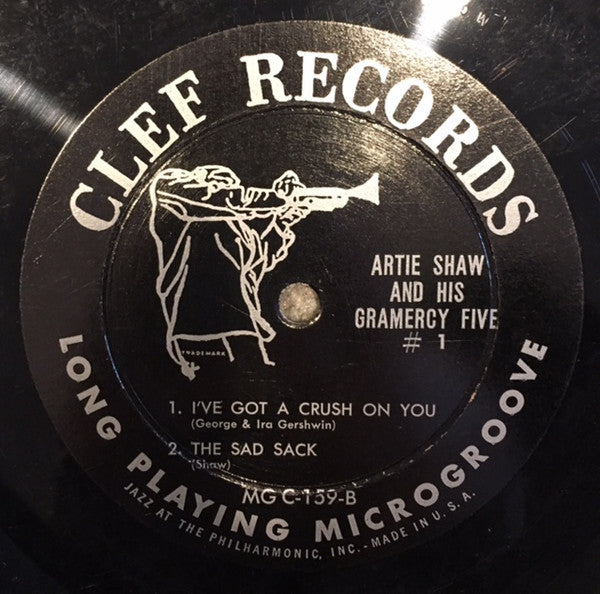 CLEF RECORDS
ARTIE SHAW
AND HIS
GRAMERCY FIVE
# 1
TRADEMARK
1. I'VE GOT A CRUSH ON YOU
(George & Ira Gershwin)
2. THE SAD SACK
(Shaw)
MG C-159-B
LONG PLAYING MICROGROOVE
JAZZ AT THE PHILHARMONIC, INC. - MADE IN U.S.A.